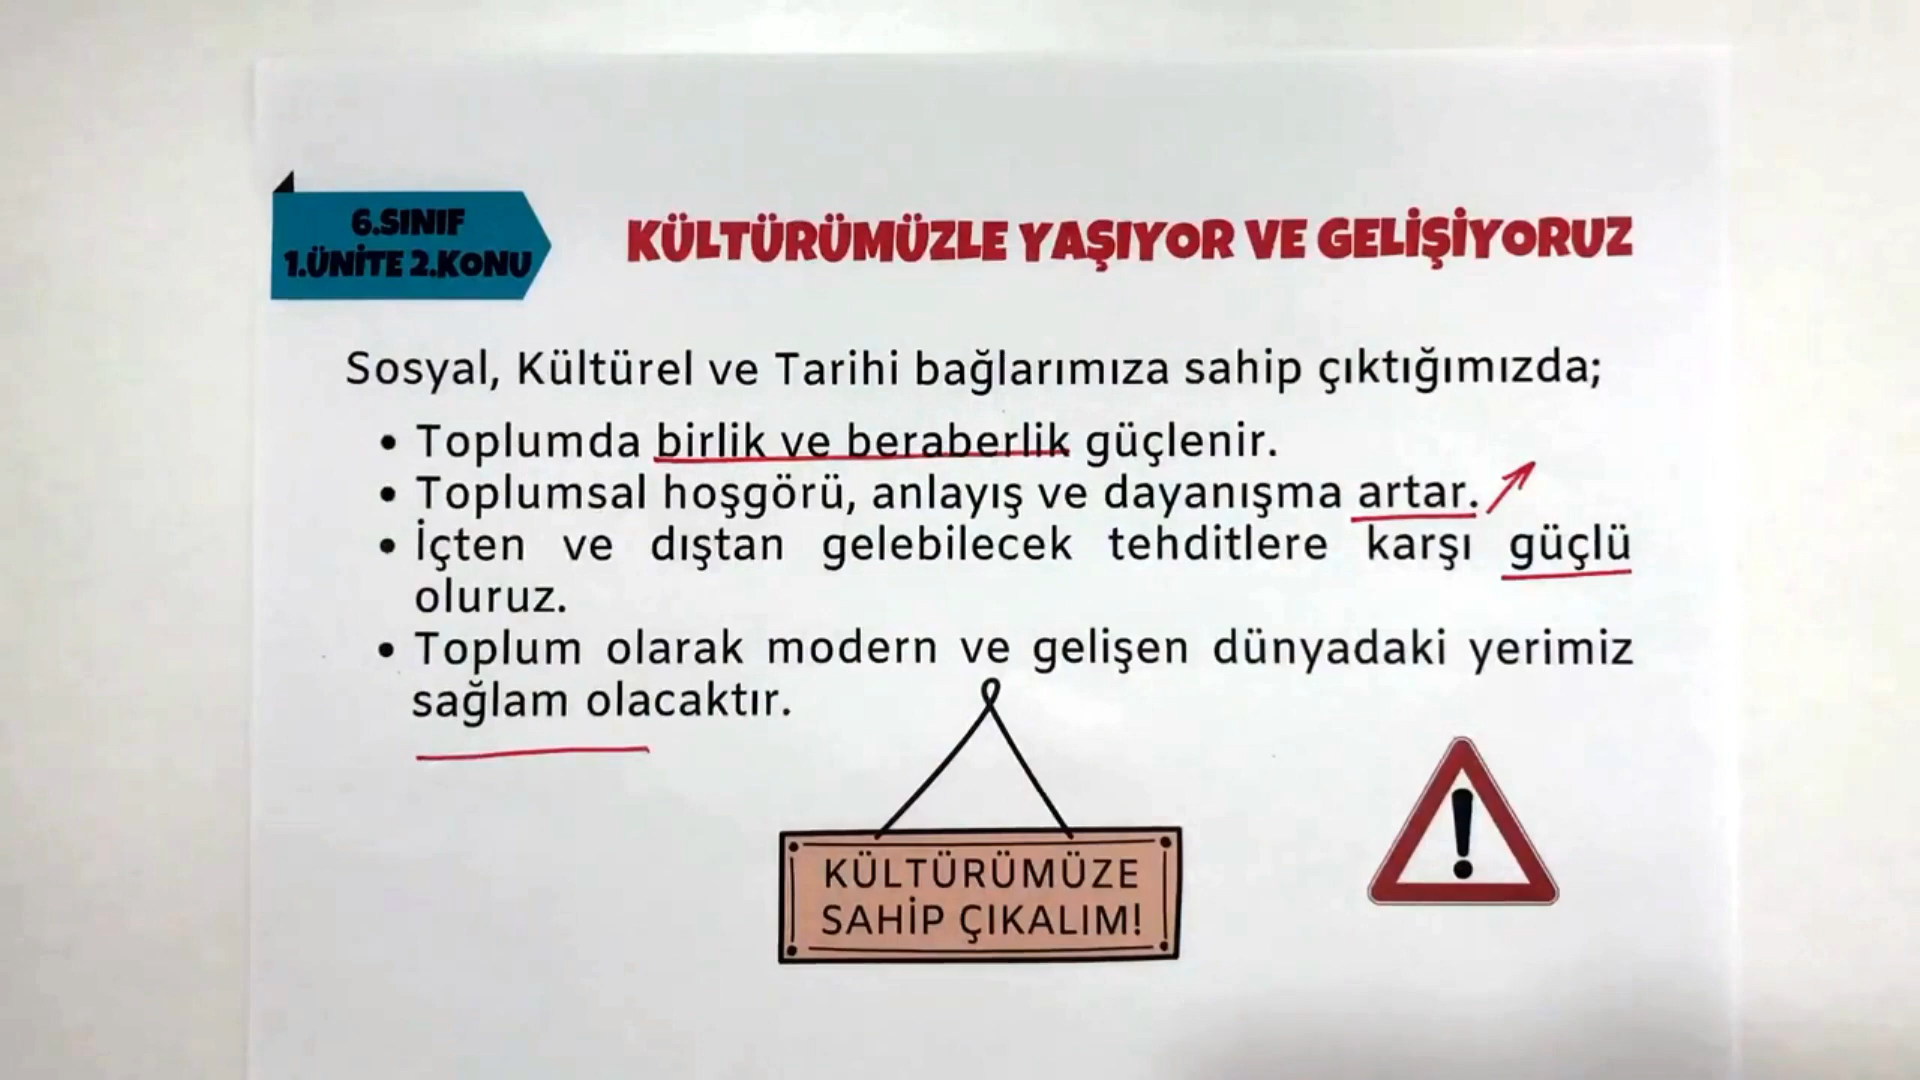 6.SINIF
1.ÜNİTE 2.KONU
KÜLTÜRÜMÜZLE YAŞIYOR VE GELİŞİYORUZ
Sosyal, Kültürel ve Tarihi bağlarımıza sahip çıktığımızda;
• Toplumda birlik ve beraberlik güçlenir.
• Toplumsal hoşgörü, anlayış ve dayanışma artar.
• İçten ve dıştan gelebilecek tehditlere karşı güçlü
oluruz.
• Toplum olarak modern ve gelişen dünyadaki yerimiz
sağlam olacaktır.
KÜLTÜRÜMÜZE
SAHİP ÇIKALIM!